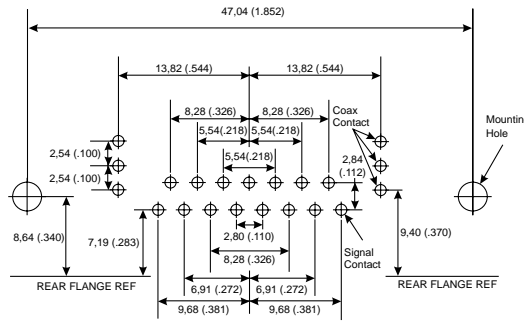 47,04 (1.852)
13,82 (.544)
13,82 (.544)
8,28 (.326)
8,28 (.326)
Coax
Contact
5,54(.218)
5,54(.218)
Mountin
Hole
2,54 (.100)
5,54(.218)
2,84
(.112)
2,54 (.100)
8,64 (.340)
7,19 (.283)
2,80 (.110)
9,40 (.370)
Signal
Contact
8,28 (.326)
REAR FLANGE REF
REAR FLANGE REF
6,91 (.272)
6,91 (.272)
9,68 (.381)
9,68 (.381)